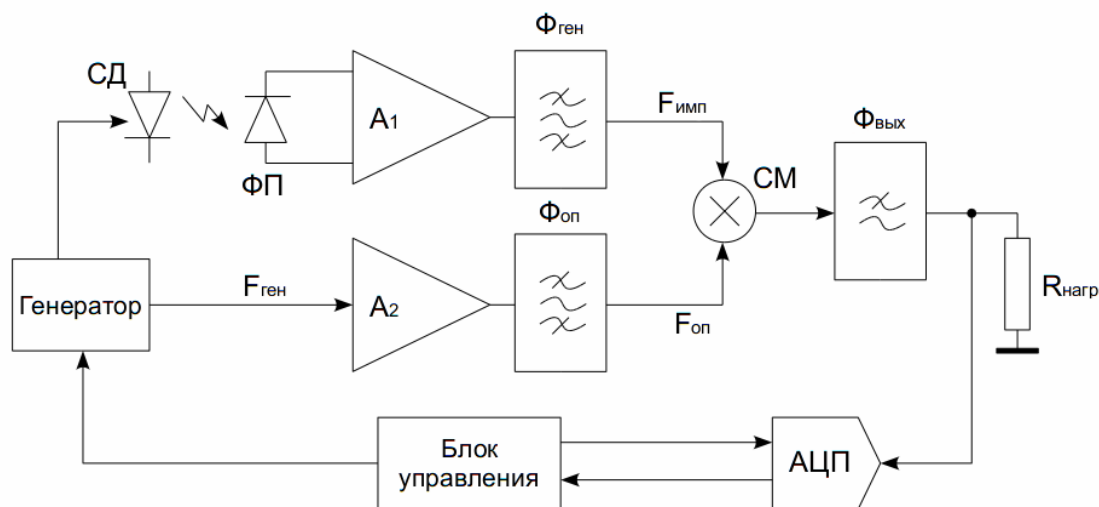 Фген
СД
A1
Fимп
Фвых
ФП
СМ
Фоп
Генератор
Fген
A2
Fоп
Rнагр
Блок
управления
АЦП